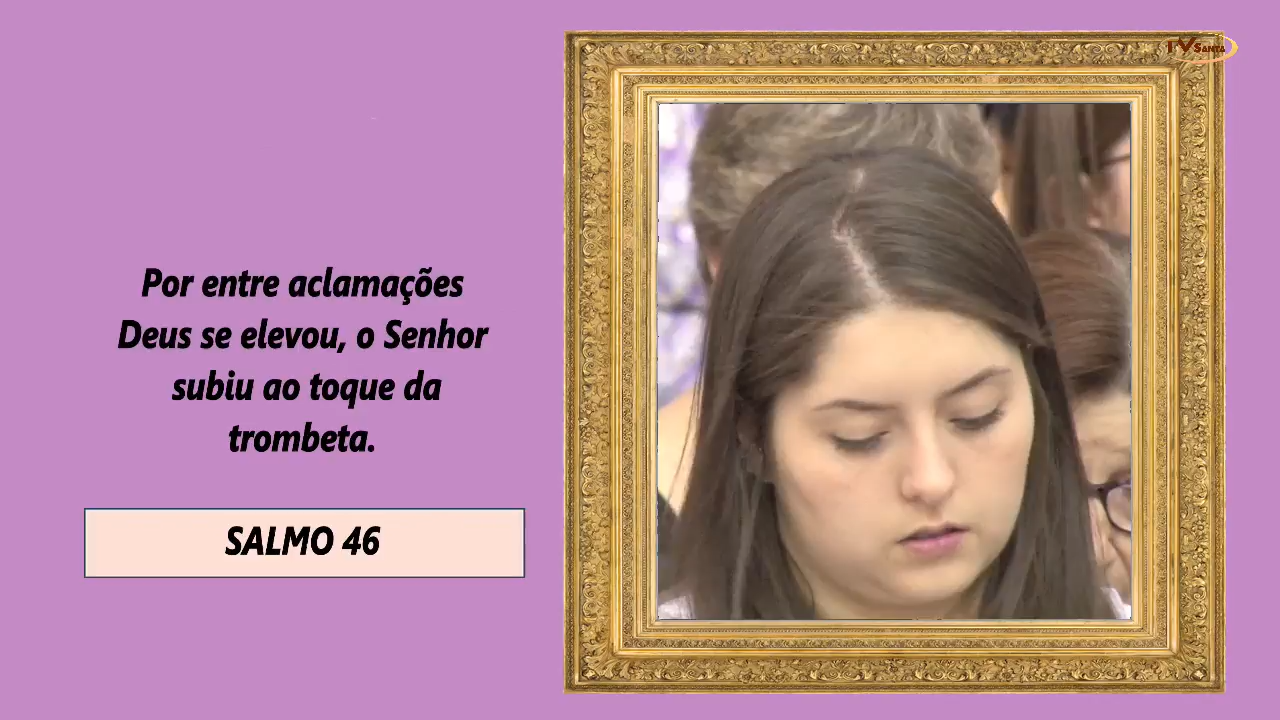 Por entre aclamações
Deus se elevou, o Senhor
subiu ao toque da
trombeta.
SALMO 46
TVSANTA